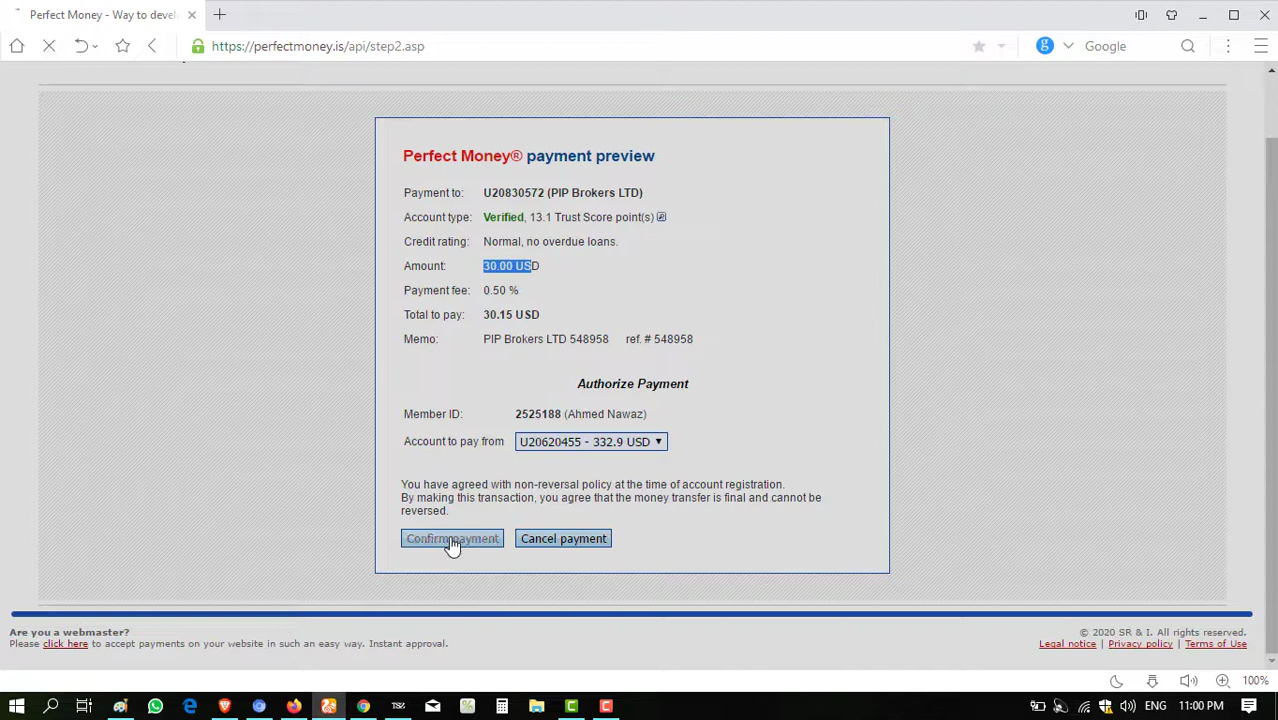 Perfect Money - Way to devel
https://perfectmoney.is/api/step2.asp
g Google
Perfect Money® payment preview
Payment to: U20830572 (PIP Brokers LTD)
Account type: Verified, 13.1 Trust Score point(s)
Credit rating: Normal, no overdue loans.
Amount: 30.00 USD
Payment fee: 0.50 %
Total to pay: 30.15 USD
Memo: PIP Brokers LTD 548958 ref. # 548958
Authorize Payment
Member ID: 2525188 (Ahmed Nawaz)
Account to pay from U20620455 - 332.9 USD
You have agreed with non-reversal policy at the time of account registration.
By making this transaction, you agree that the money transfer is final and cannot be
reversed.
Confirm payment Cancel payment
Are you a webmaster?
Please click here to accept payments on your website in such an easy way. Instant approval.
© 2020 SR & I. All rights reserved.
Legal notice | Privacy policy | Terms of Use
100%
ENG 11:00 PM